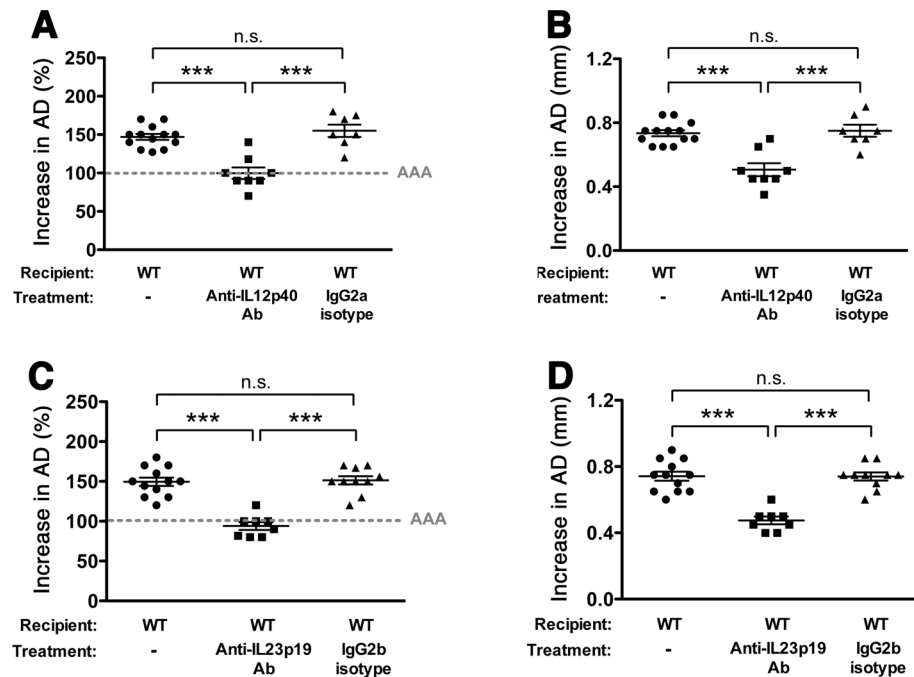 A
n.s.
*** ***
Increase in AD (%)
250
200
150
100
50
0
AAA
Recipient: WT WT WT
Treatment: - Anti-IL12p40 IgG2a
Ab isotype
B
n.s.
*** ***
Increase in AD (mm)
1.2
0.8
0.4
0.0
Recipient: WT WT WT
reatment: - Anti-IL12p40 IgG2a
Ab isotype
C
n.s.
*** ***
Increase in AD (%)
250
200
150
100
50
0
AAA
Recipient: WT WT WT
Treatment: - Anti-IL23p19 IgG2b
Ab isotype
D
n.s.
*** ***
Increase in AD (mm)
1.2
0.8
0.4
0.0
Recipient: WT WT WT
Treatment: - Anti-IL23p19 IgG2b
Ab isotype